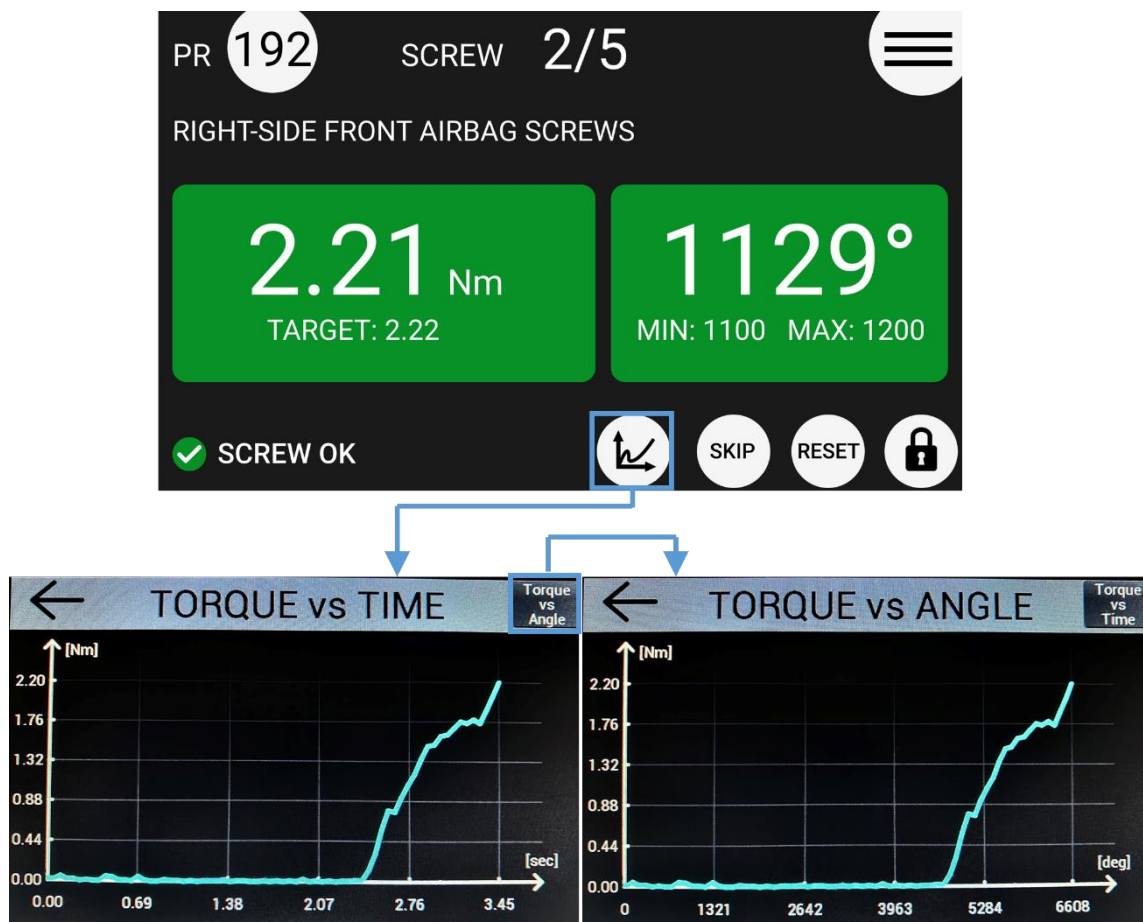 PR 192 SCREW 2/5
RIGHT-SIDE FRONT AIRBAG SCREWS
2.21 Nm
TARGET: 2.22
1129°
MIN: 1100 MAX: 1200
SCREW OK
SKIP
RESET
TORQUE vs TIME
Torque
vs
Angle
[Nm]
2.20
1.76
1.32
0.88
0.44
0.00
[sec]
0.00 0.69 1.38 2.07 2.76 3.45
TORQUE vs ANGLE
Torque
vs
Time
[Nm]
2.20
1.76
1.32
0.88
0.44
0.00
[deg]
0 1321 2642 3963 5284 6608